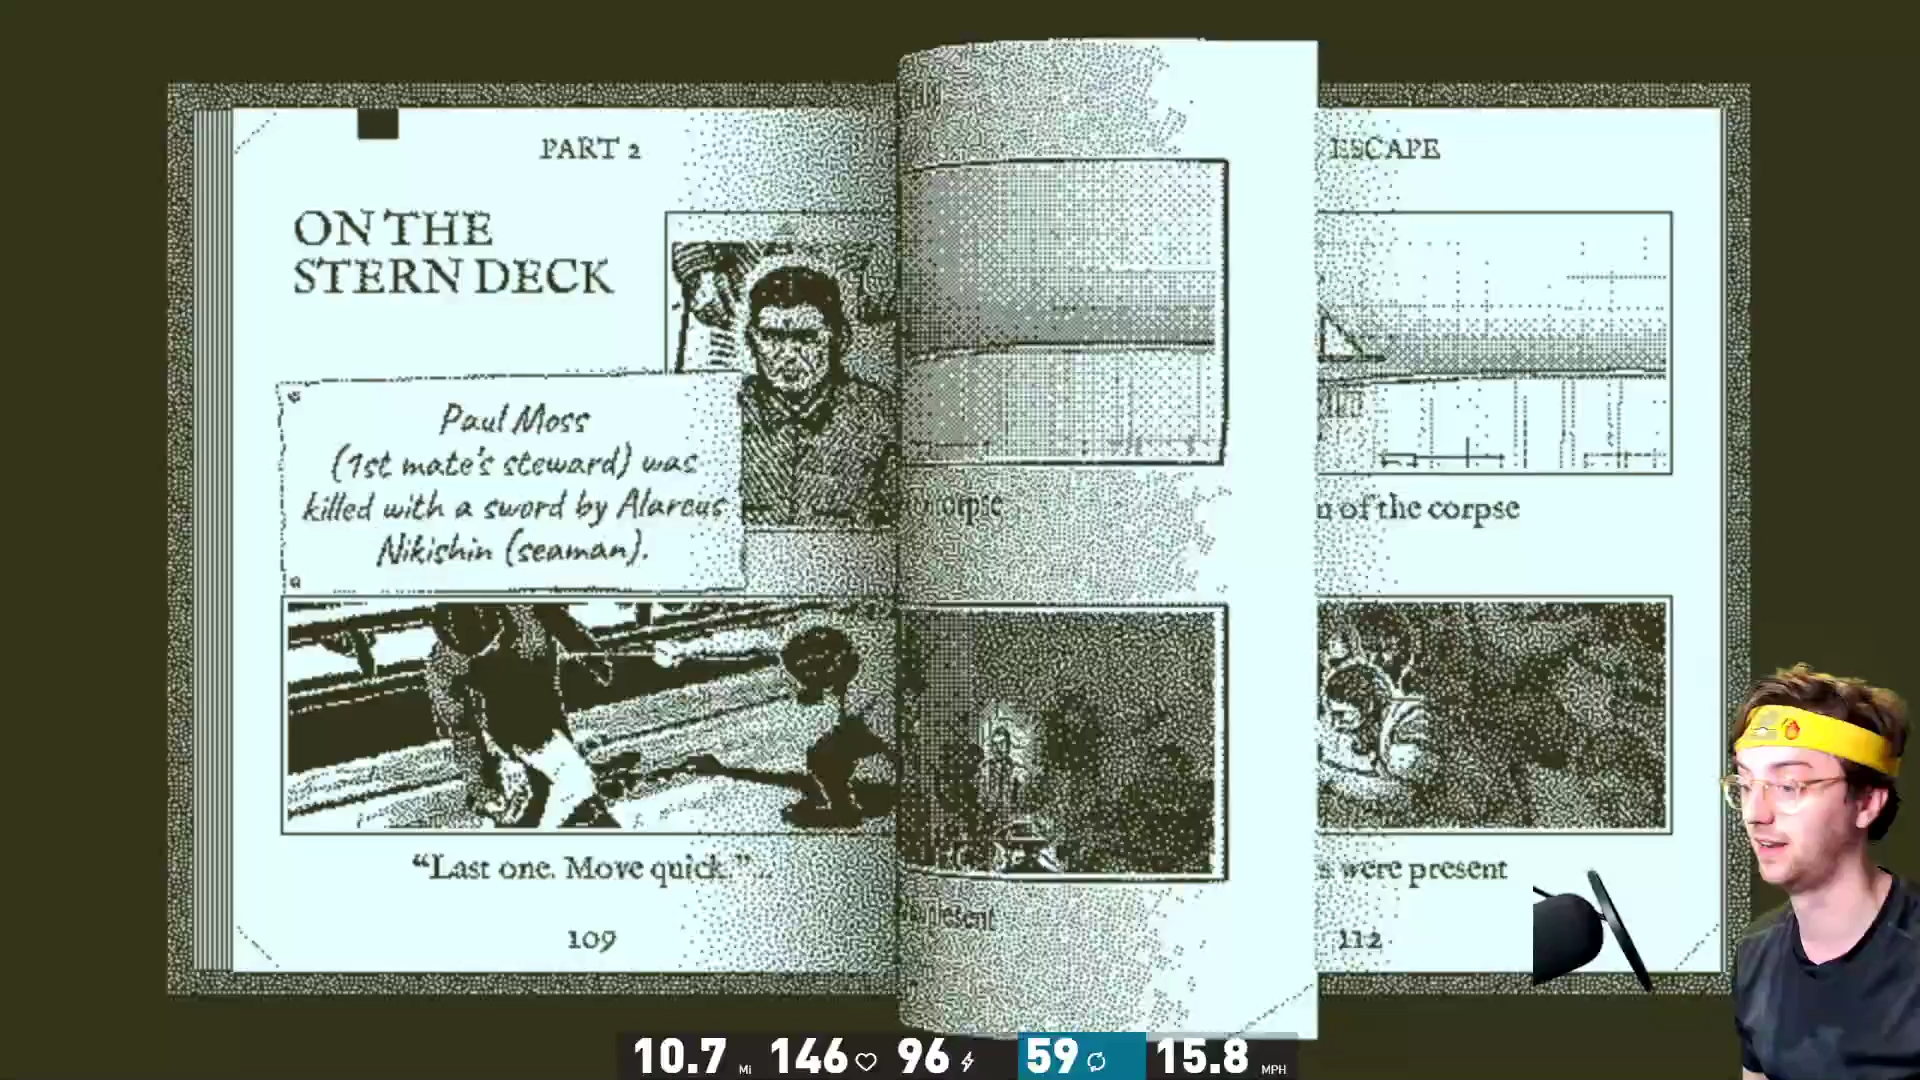 PART 2
ON THE
STERN DECK
Paul Moss
(1st mate's steward) was
killed with a sword by Alarcus
Nikishin (seaman).
"Last one. Move quick."...
109
corpse
ESCAPE
of the corpse
were present
112
10.7 MI 146 96 59 15.8 MPH